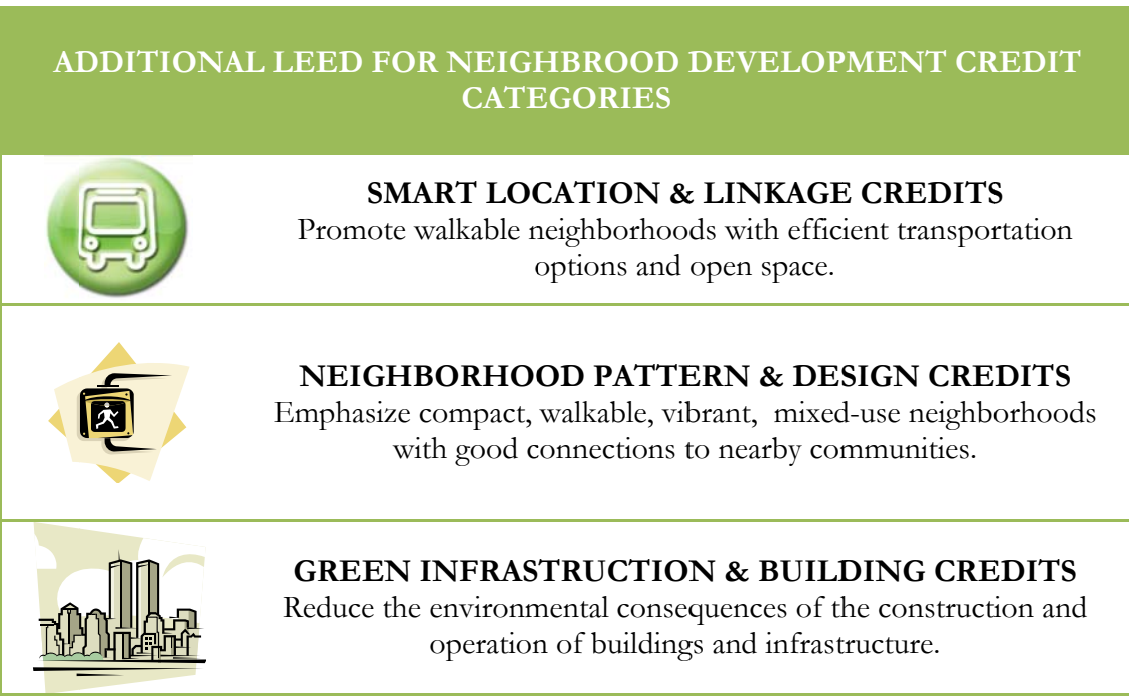 ADDITIONAL LEED FOR NEIGHBROOD DEVELOPMENT CREDIT
CATEGORIES
SMART LOCATION & LINKAGE CREDITS
Promote walkable neighborhoods with efficient transportation
options and open space.
NEIGHBORHOOD PATTERN & DESIGN CREDITS
Emphasize compact, walkable, vibrant, mixed-use neighborhoods
with good connections to nearby communities.
GREEN INFRASTRUCTION & BUILDING CREDITS
Reduce the environmental consequences of the construction and
operation of buildings and infrastructure.